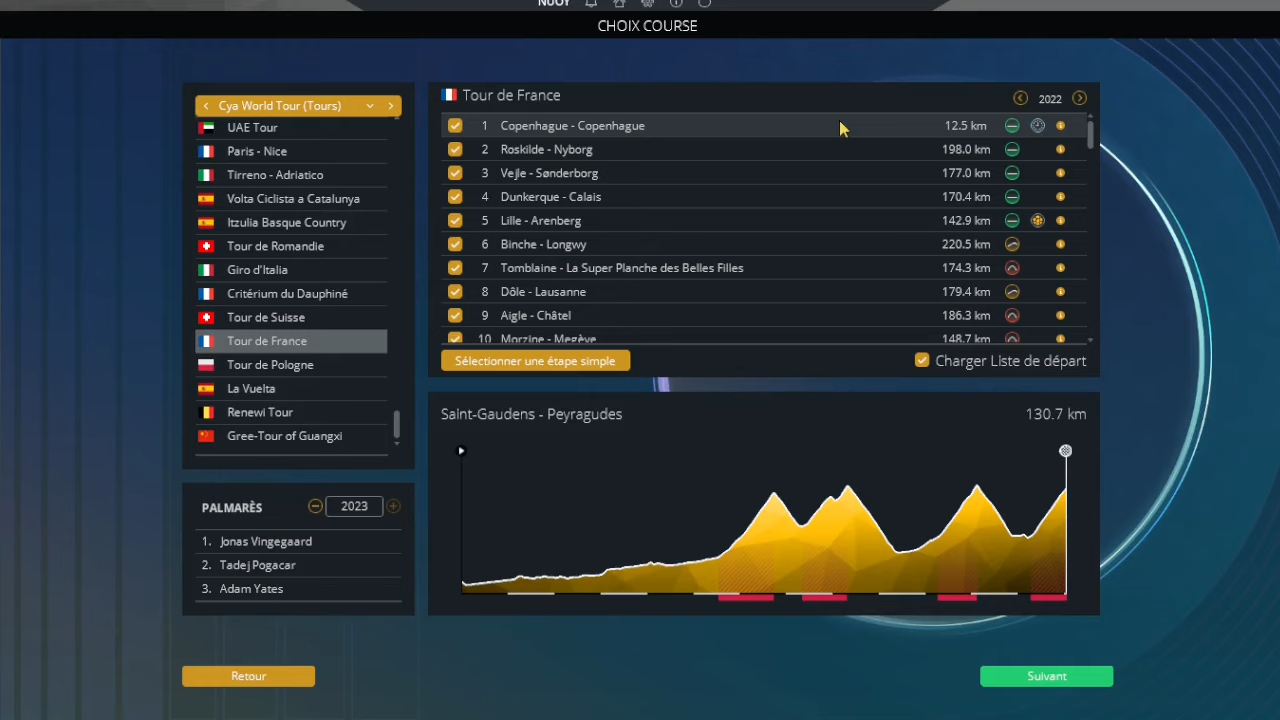 NUOY
CHOIX COURSE
Cya World Tour (Tours)
UAE Tour
Paris - Nice
Tirreno - Adriatico
Volta Ciclista a Catalunya
Itzulia Basque Country
Tour de Romandie
Giro d'Italia
Critérium du Dauphiné
Tour de Suisse
Tour de France
Tour de Pologne
La Vuelta
Renewi Tour
Gree-Tour of Guangxi
PALMARÈS 2023
1. Jonas Vingegaard
2. Tadej Pogacar
3. Adam Yates
Retour
Tour de France 2022
1 Copenhague - Copenhague 12.5 km
2 Roskilde - Nyborg 198.0 km
3 Vejle - Sønderborg 177.0 km
4 Dunkerque - Calais 170.4 km
5 Lille - Arenberg 142.9 km
6 Binche - Longwy 220.5 km
7 Tomblaine - La Super Planche des Belles Filles 174.3 km
8 Dôle - Lausanne 179.4 km
9 Aigle - Châtel 186.3 km
10 Morzine - Megève 148.7 km
Sélectionner une étape simple
Charger Liste de départ
Saint-Gaudens - Peyragudes 130.7 km
Suivant